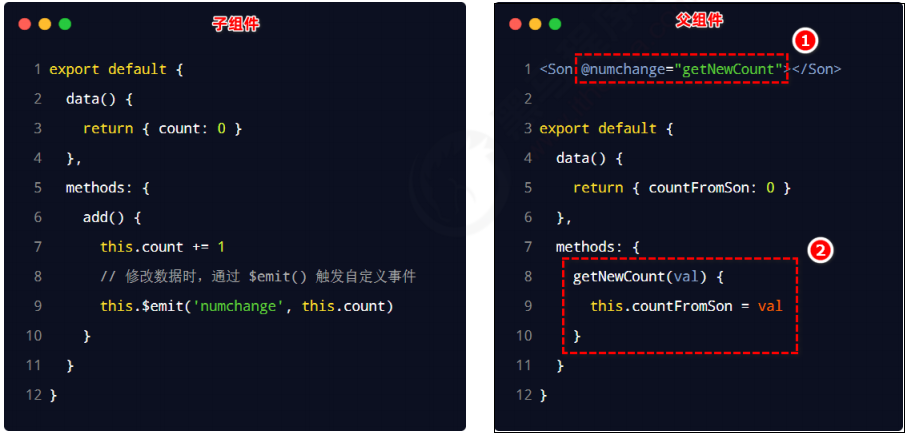 子组件
1 export default {
2   data() {
3     return { count: 0 }
4   },
5   methods: {
6     add() {
7       this.count += 1
8       // 修改数据时，通过 $emit() 触发自定义事件
9       this.$emit('numchange', this.count)
10     }
11   }
12 }
父组件
1
1 <Son @numchange="getNewCount"></Son>
2
3 export default {
4   data() {
5     return { countFromSon: 0 }
6   },
7   methods: {
2
8     getNewCount(val) {
9       this.countFromSon = val
10     }
11   }
12 }